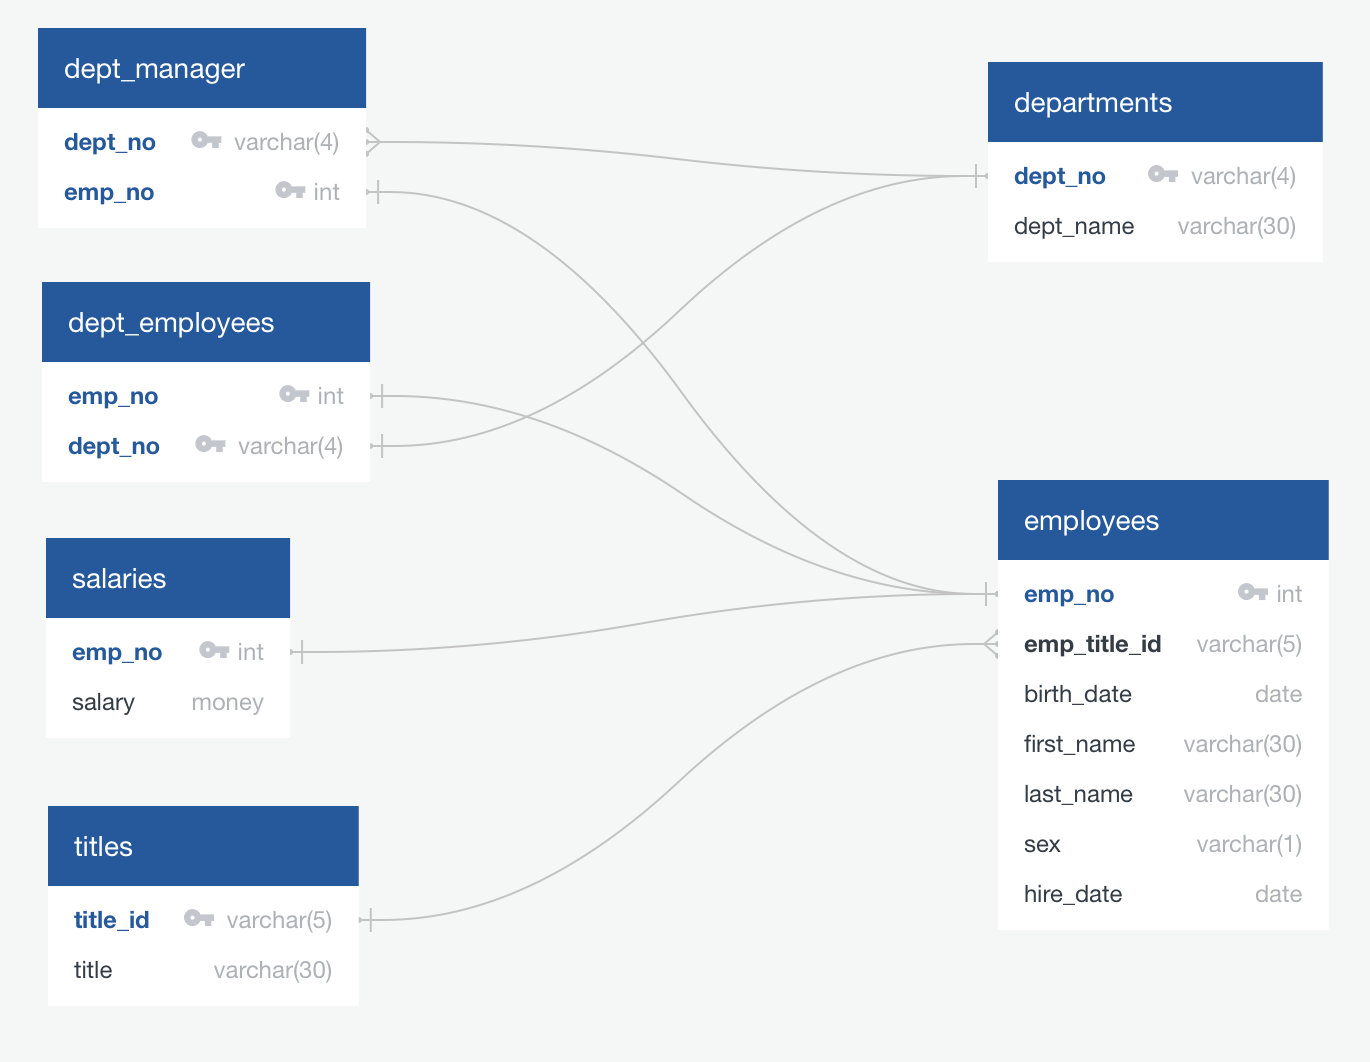 dept_manager
dept_no varchar(4)
emp_no int
departments
dept_no varchar(4)
dept_name varchar(30)
dept_employees
emp_no int
dept_no varchar(4)
salaries
emp_no int
salary money
titles
title_id varchar(5)
title varchar(30)
employees
emp_no int
emp_title_id varchar(5)
birth_date date
first_name varchar(30)
last_name varchar(30)
sex varchar(1)
hire_date date